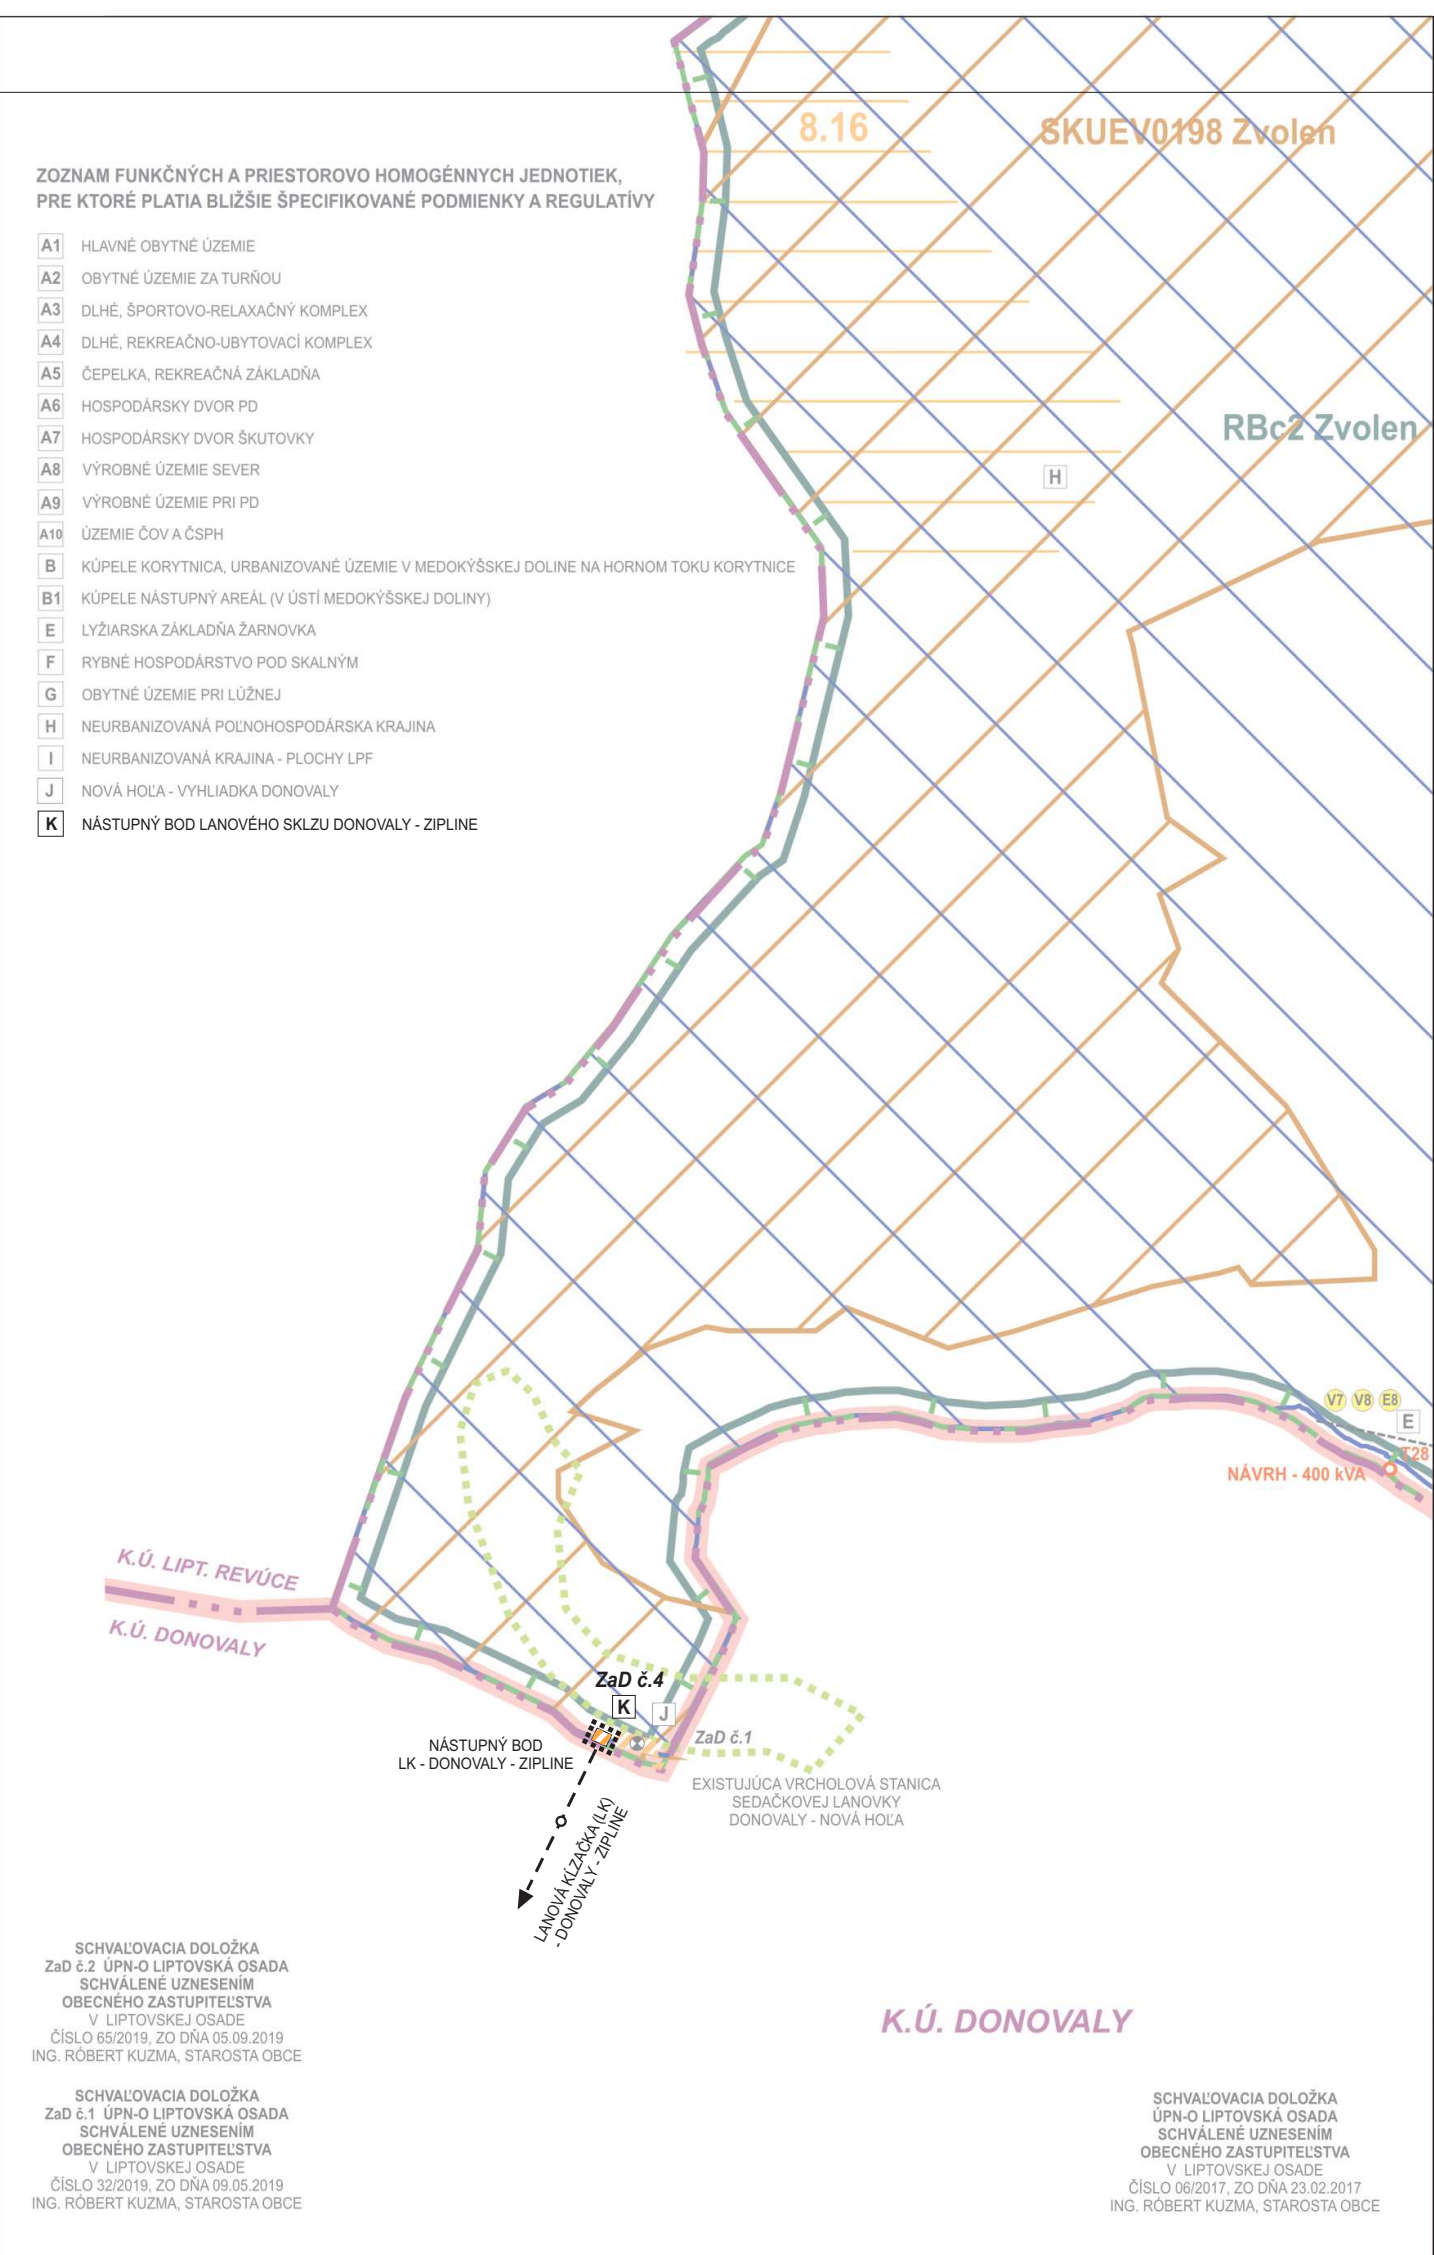 8.16
SKUEV0198 Zvolen
ZOZNAM FUNKČNÝCH A PRIESTOROVO HOMOGÉNNYCH JEDNOTIEK,
PRE KTORÉ PLATIA BLIŽŠIE ŠPECIFIKOVANÉ PODMIENKY A REGULATÍVY
A1 HLAVNÉ OBYTNÉ ÚZEMIE
A2 OBYTNÉ ÚZEMIE ZA TURŇOU
A3 DLHÉ, ŠPORTOVO-RELAXAČNÝ KOMPLEX
A4 DLHÉ, REKREAČNO-UBYTOVACÍ KOMPLEX
A5 ČEPELKA, REKREAČNÁ ZÁKLADŇA
A6 HOSPODÁRSKY DVOR PD
A7 HOSPODÁRSKY DVOR ŠKUTOVKY
A8 VÝROBNÉ ÚZEMIE SEVER
A9 VÝROBNÉ ÚZEMIE PRI PD
A10 ÚZEMIE ČOV A ČSPH
B KÚPELE KORYTNICA, URBANIZOVANÉ ÚZEMIE V MEDOKÝŠSKEJ DOLINE NA HORNOM TOKU KORYTNICE
B1 KÚPELE NÁSTUPNÝ AREÁL (V ÚSTÍ MEDOKÝŠSKEJ DOLINY)
E LYŽIARSKA ZÁKLADŇA ŽARNOVKA
F RYBNÉ HOSPODÁRSTVO POD SKALNÝM
G OBYTNÉ ÚZEMIE PRI LÚŽNEJ
H NEURBANIZOVANÁ POĽNOHOSPODÁRSKA KRAJINA
I NEURBANIZOVANÁ KRAJINA - PLOCHY LPF
J NOVÁ HOĽA - VYHLIADKA DONOVALY
K NÁSTUPNÝ BOD LANOVÉHO SKLZU DONOVALY - ZIPLINE
RBc2 Zvolen
H
V7 V8 E8
E
T28
NÁVRH - 400 kVA
K.Ú. LIPT. REVÚCE
K.Ú. DONOVALY
ZaD č.4
K
J
ZaD č.1
NÁSTUPNÝ BOD
LK - DONOVALY - ZIPLINE
EXISTUJÚCA VRCHOLOVÁ STANICA
SEDAČKOVEJ LANOVKY
DONOVALY - NOVÁ HOĽA
LANOVÁ KĹZAČKA (LK)
- DONOVALY - ZIPLINE
SCHVAĽOVACIA DOLOŽKA
ZaD č.2 ÚPN-O LIPTOVSKÁ OSADA
SCHVÁLENÉ UZNESENÍM
OBECNÉHO ZASTUPITEĽSTVA
V LIPTOVSKEJ OSADE
ČÍSLO 65/2019, ZO DŇA 05.09.2019
ING. RÓBERT KUZMA, STAROSTA OBCE
K.Ú. DONOVALY
SCHVAĽOVACIA DOLOŽKA
ZaD č.1 ÚPN-O LIPTOVSKÁ OSADA
SCHVÁLENÉ UZNESENÍM
OBECNÉHO ZASTUPITEĽSTVA
V LIPTOVSKEJ OSADE
ČÍSLO 32/2019, ZO DŇA 09.05.2019
ING. RÓBERT KUZMA, STAROSTA OBCE
SCHVAĽOVACIA DOLOŽKA
ÚPN-O LIPTOVSKÁ OSADA
SCHVÁLENÉ UZNESENÍM
OBECNÉHO ZASTUPITEĽSTVA
V LIPTOVSKEJ OSADE
ČÍSLO 06/2017, ZO DŇA 23.02.2017
ING. RÓBERT KUZMA, STAROSTA OBCE